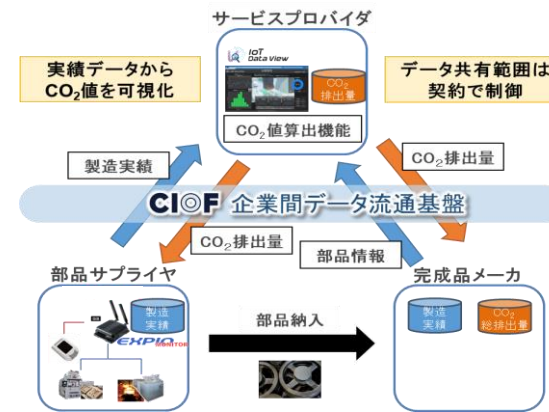 サービスプロバイダ
IoT
Data View
実績データから
CO₂値を可視化
CO₂
排出量
データ共有範囲は
契約で制御
CO₂値算出機能
製造実績
CO₂排出量
CIOF 企業間データ流通基盤
CO₂排出量
部品情報
部品サプライヤ
完成品メーカ
製造
実績
EXPIO
MONITOR
部品納入
製造
実績
CO₂
総排出量